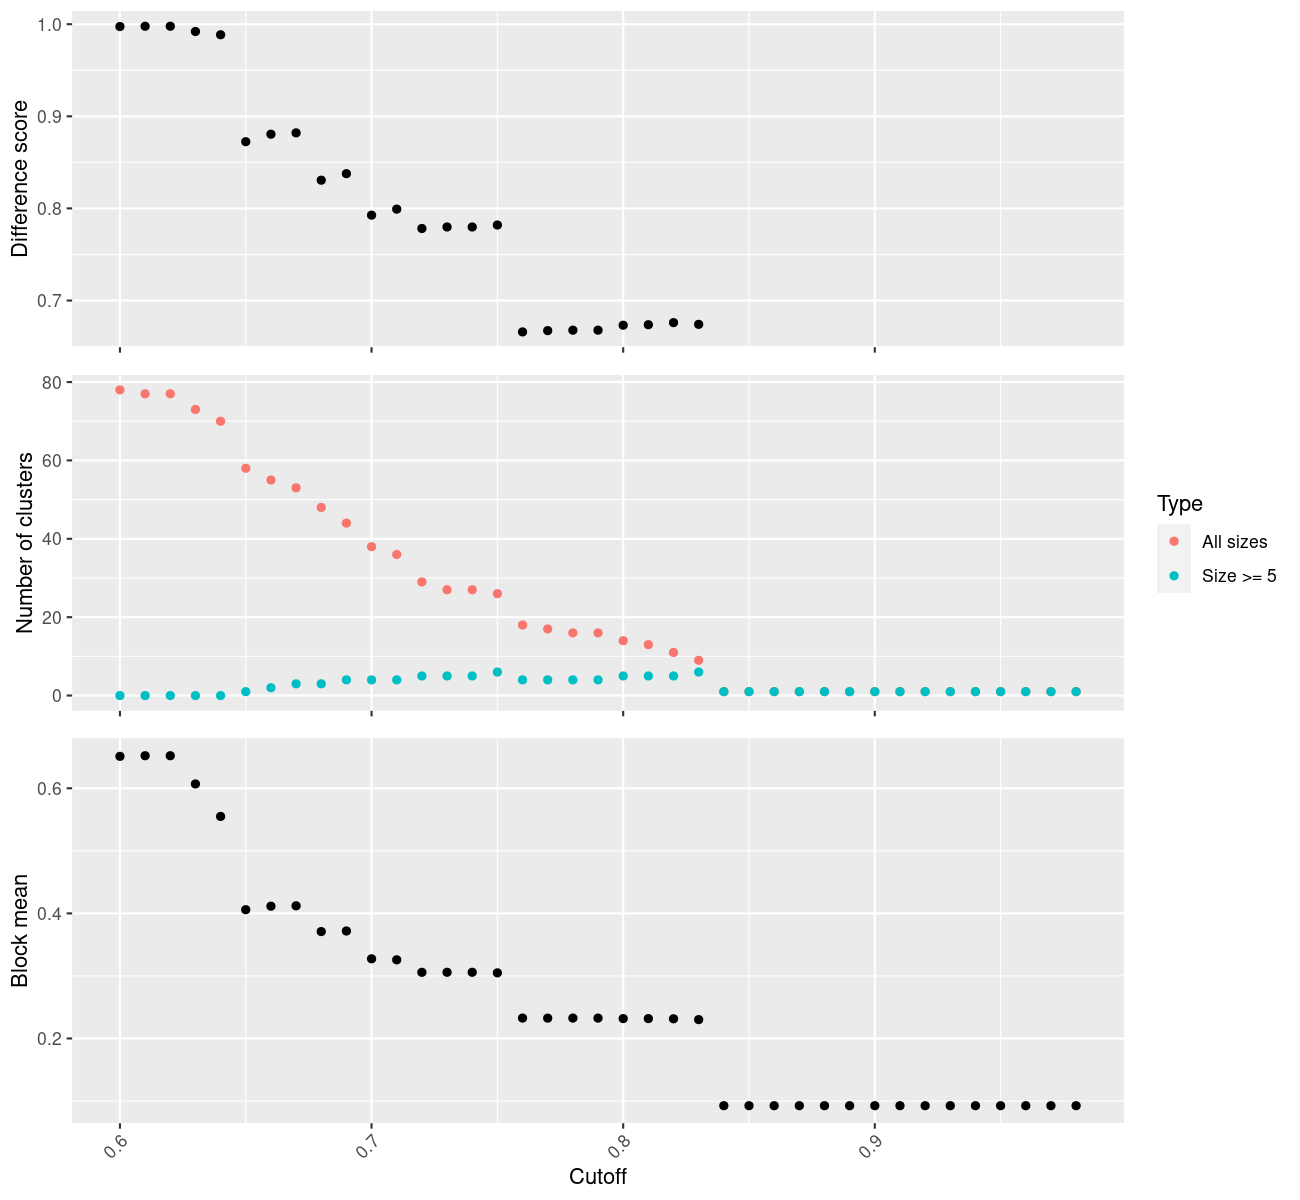 Difference score
1.0
0.9
0.8
0.7
Number of clusters
80
60
40
20
0
Type
All sizes
Size >= 5
Block mean
0.6
0.4
0.2
0.6
0.7
0.8
0.9
Cutoff